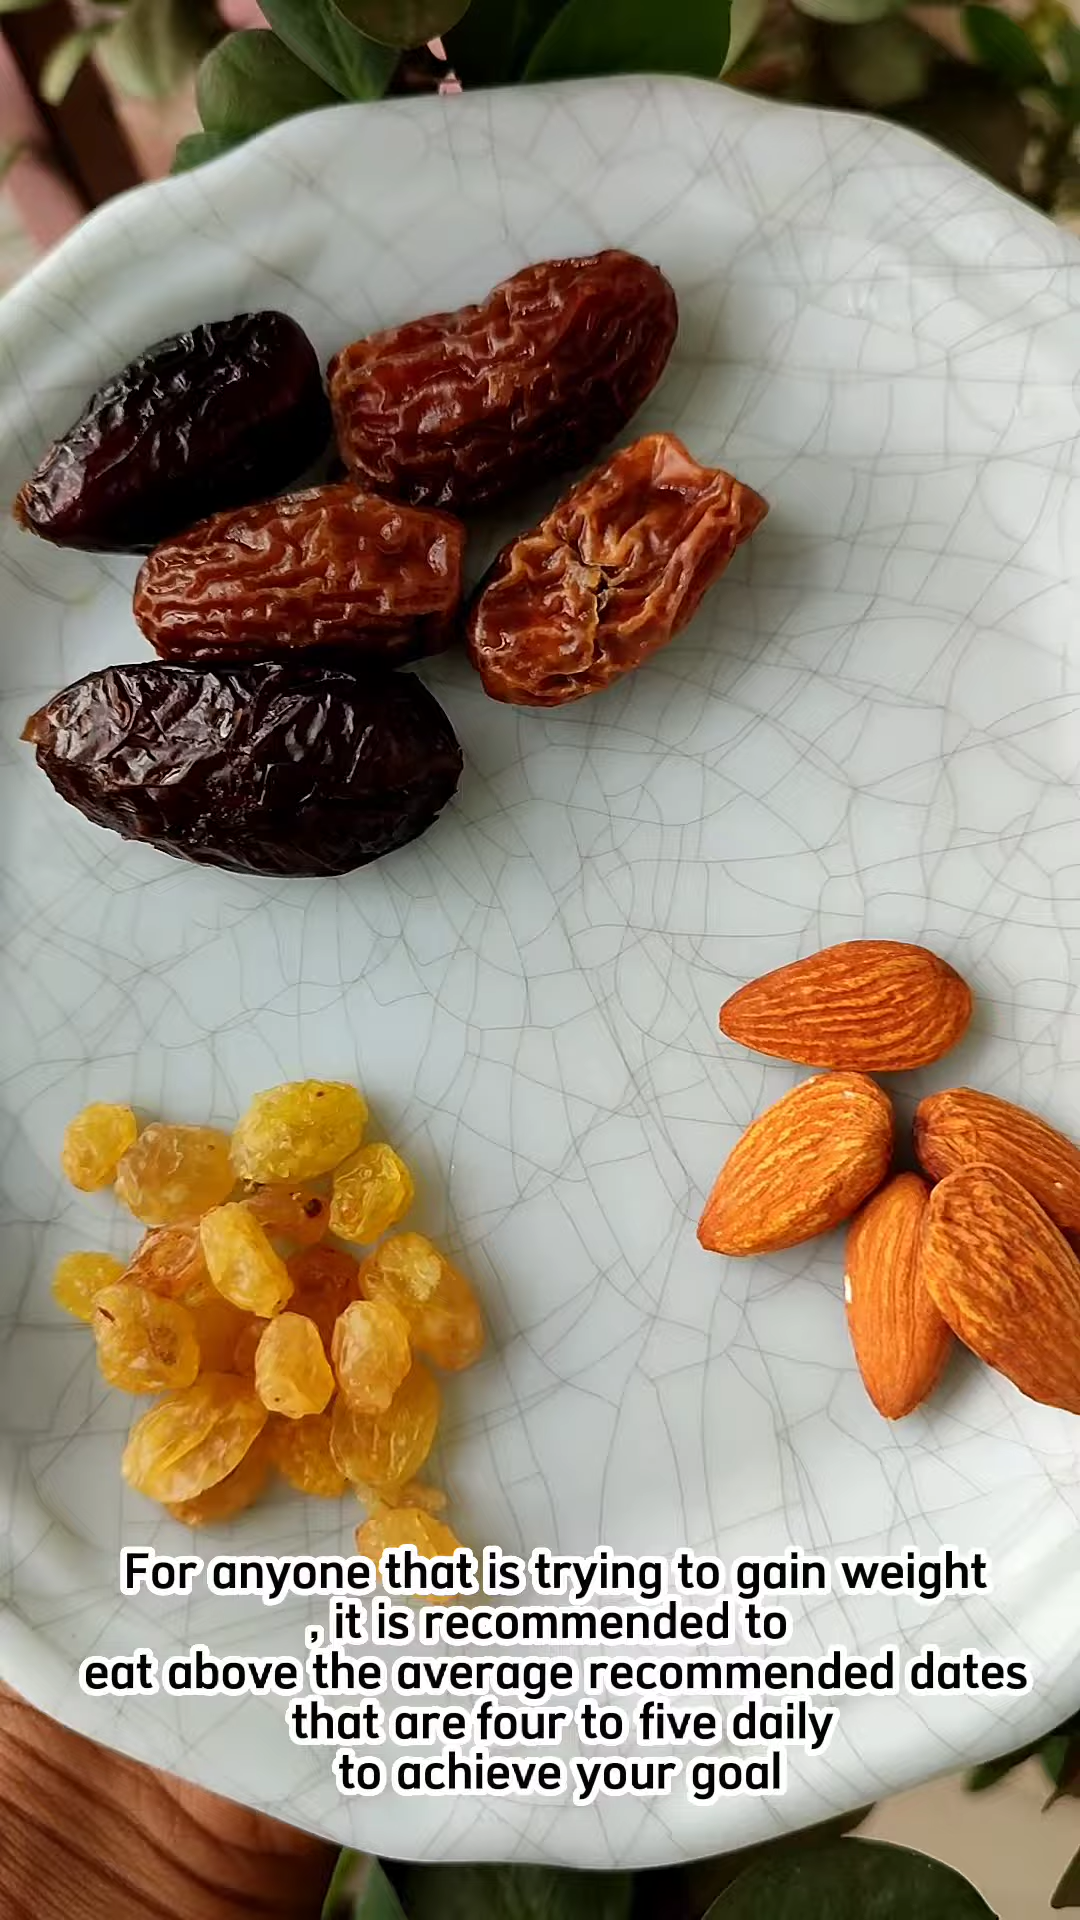 For anyone that is trying to gain weight
, it is recommended to
eat above the average recommended dates
that are four to five daily
to achieve your goal